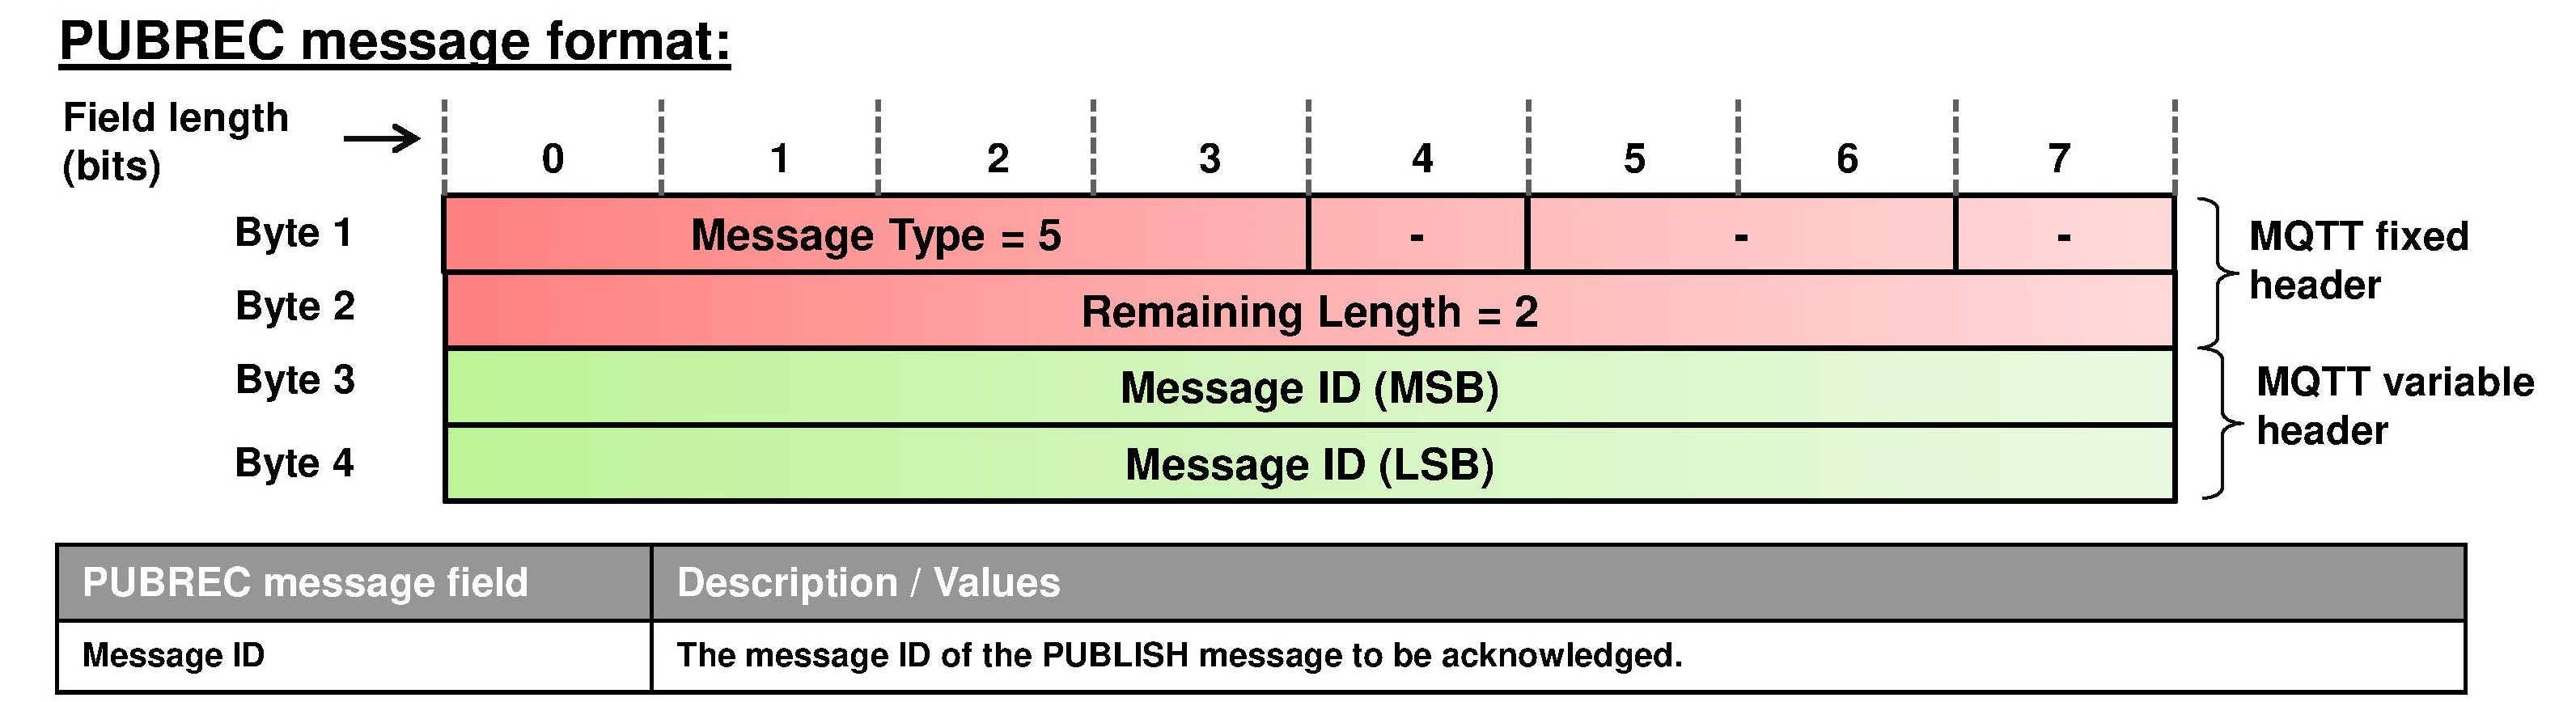 PUBREC message format:
Field length
(bits)
0 1 2 3 4 5 6 7
Byte 1 Message Type = 5 - - -
MQTT fixed
header
Byte 2 Remaining Length = 2
Byte 3 Message ID (MSB)
MQTT variable
header
Byte 4 Message ID (LSB)
PUBREC message field Description / Values
Message ID The message ID of the PUBLISH message to be acknowledged.